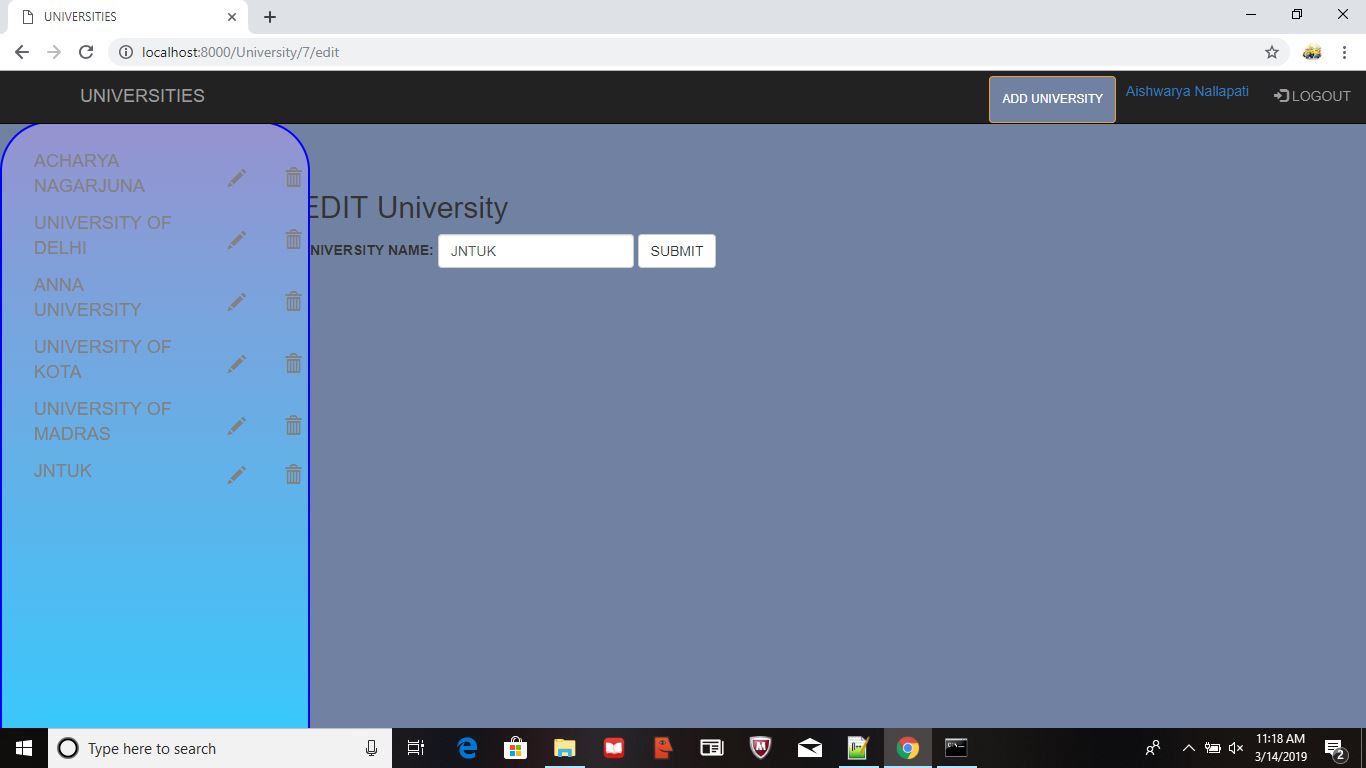 UNIVERSITIES
localhost:8000/University/7/edit
UNIVERSITIES
ADD UNIVERSITY
Aishwarya Nallapati
LOGOUT
ACHARYA
NAGARJUNA
UNIVERSITY OF
DELHI
ANNA
UNIVERSITY
UNIVERSITY OF
KOTA
UNIVERSITY OF
MADRAS
JNTUK
EDIT University
NIVERSITY NAME: JNTUK SUBMIT
Type here to search
11:18 AM
3/14/2019
2